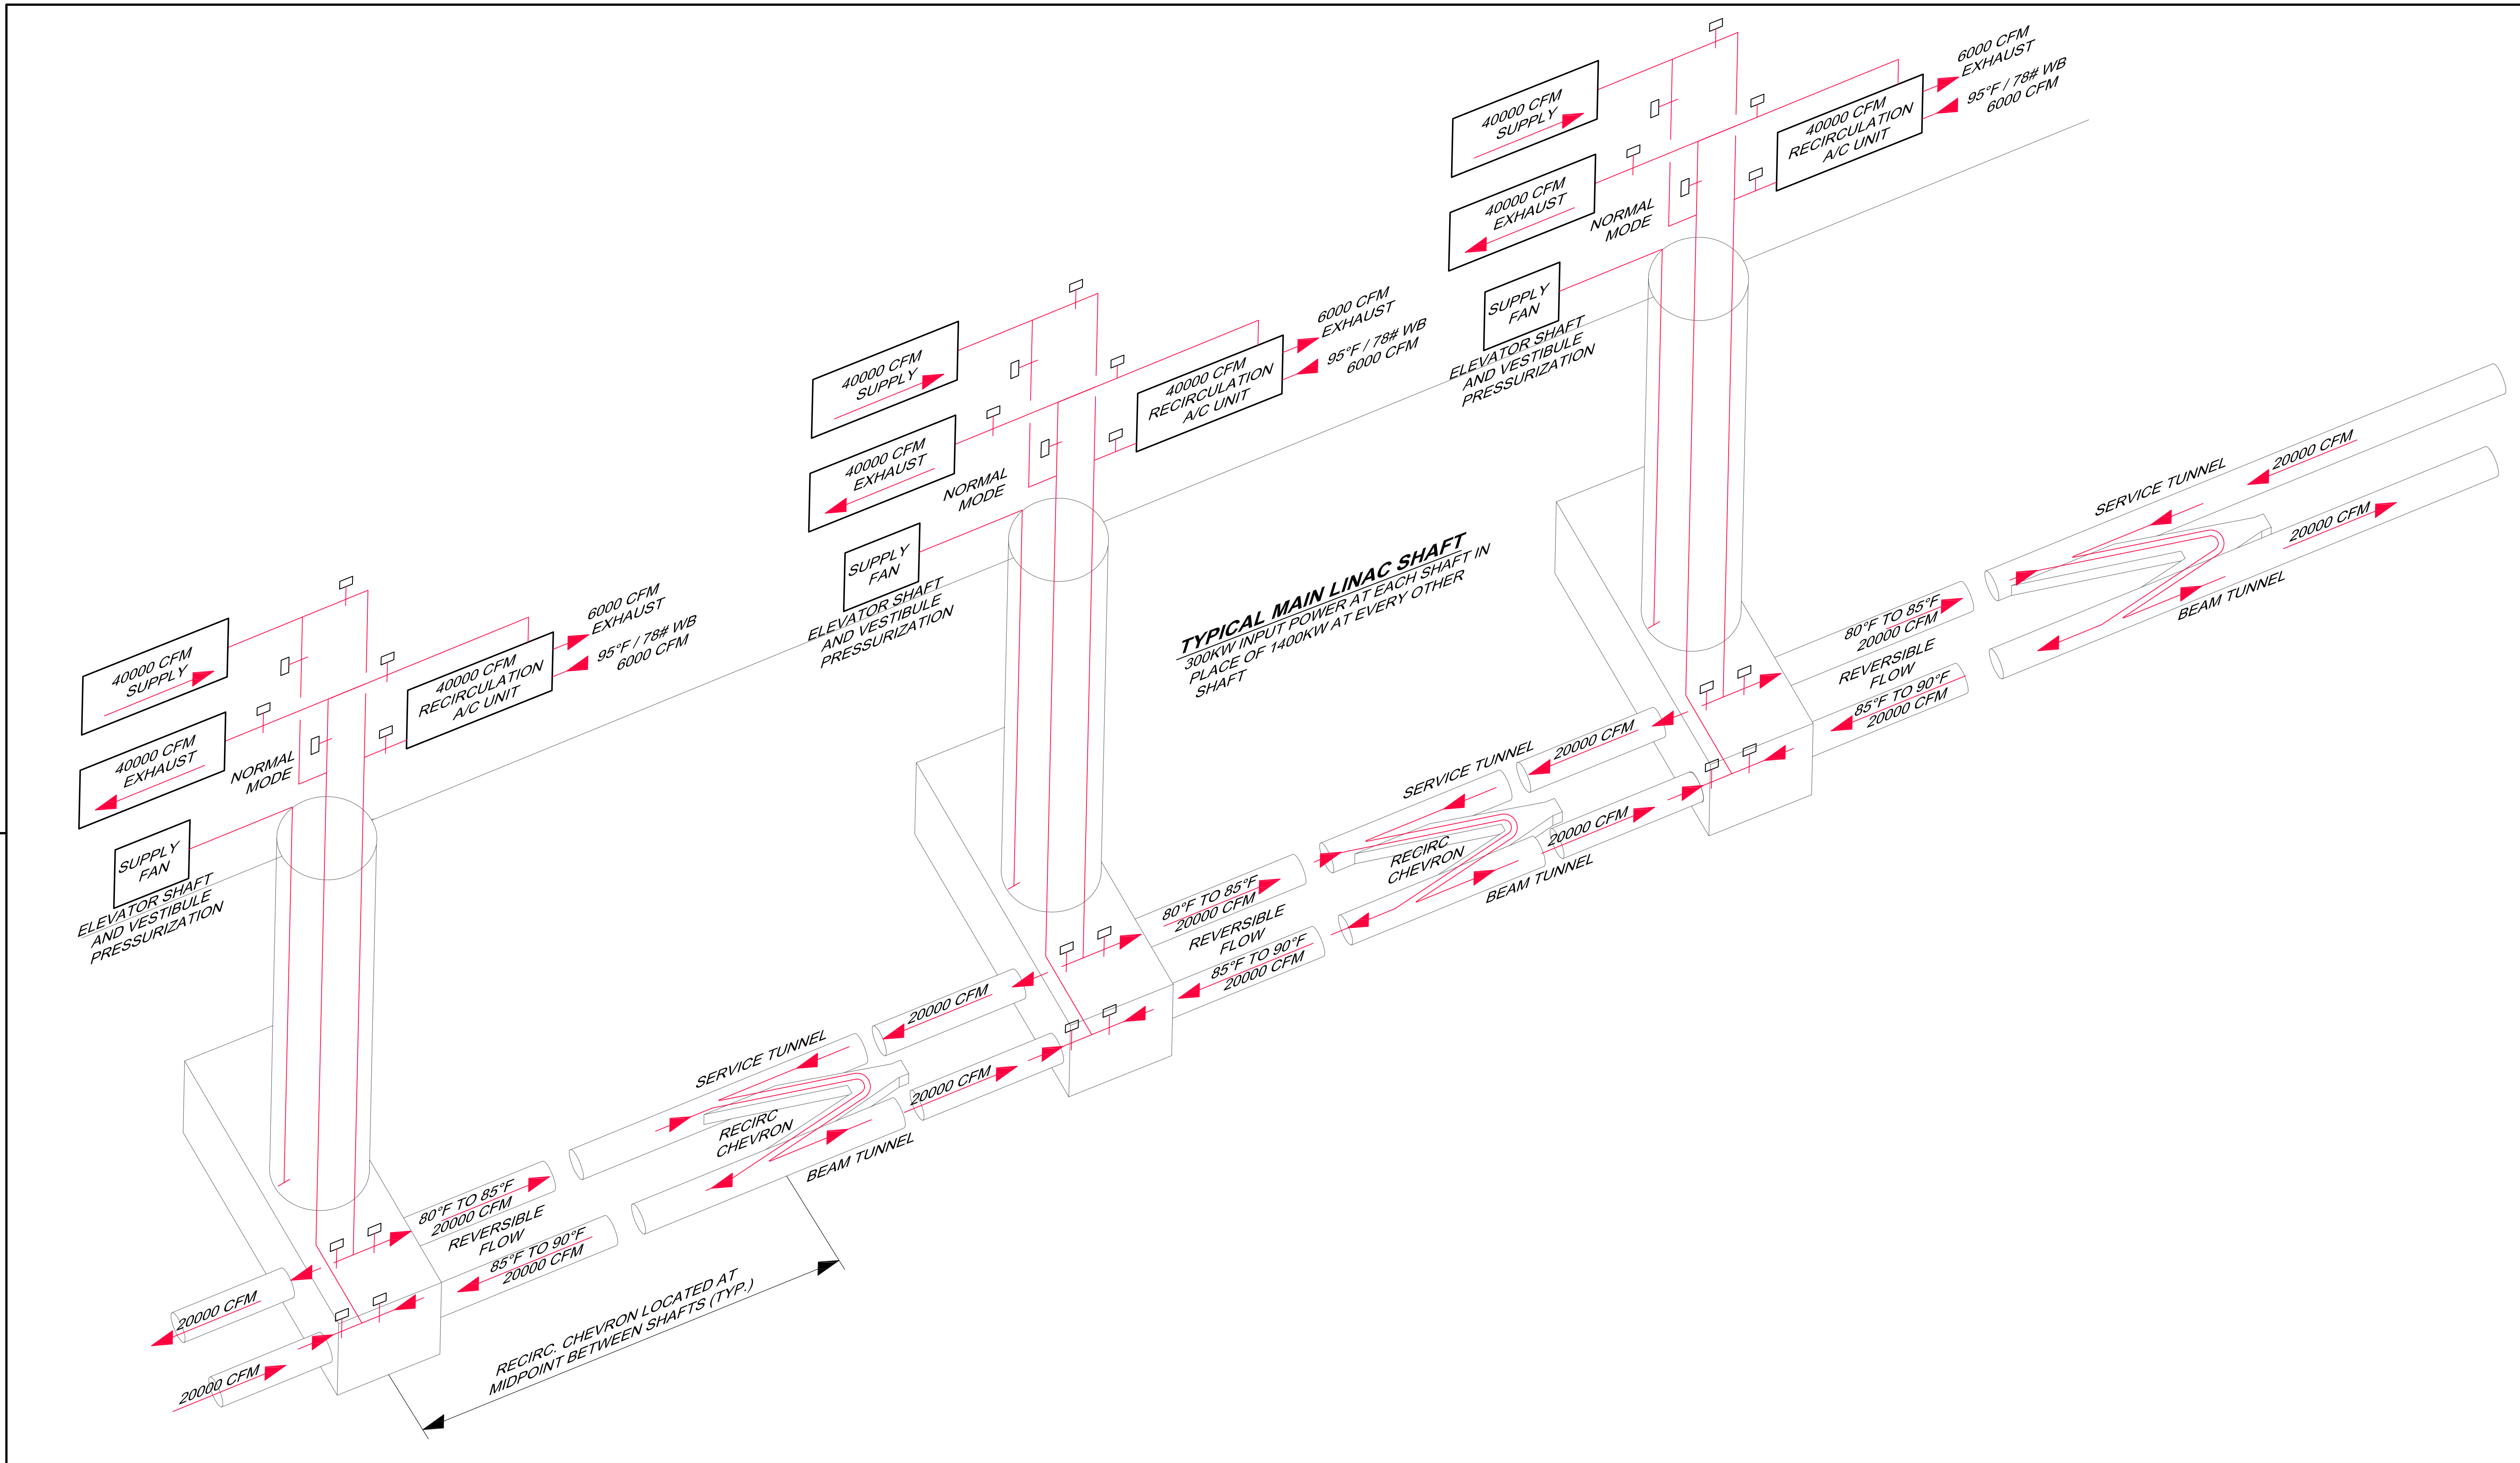 40000 CFM
SUPPLY
40000 CFM
EXHAUST
NORMAL
MODE
SUPPLY
FAN
ELEVATOR SHAFT
AND VESTIBULE
PRESSURIZATION
40000 CFM
RECIRCULATION
A/C UNIT
6000 CFM
EXHAUST
95°F / 78# WB
6000 CFM
40000 CFM
SUPPLY
40000 CFM
EXHAUST
NORMAL
MODE
SUPPLY
FAN
ELEVATOR SHAFT
AND VESTIBULE
PRESSURIZATION
40000 CFM
RECIRCULATION
A/C UNIT
6000 CFM
EXHAUST
95°F / 78# WB
6000 CFM
40000 CFM
SUPPLY
40000 CFM
EXHAUST
NORMAL
MODE
SUPPLY
FAN
ELEVATOR SHAFT
AND VESTIBULE
PRESSURIZATION
40000 CFM
RECIRCULATION
A/C UNIT
6000 CFM
EXHAUST
95°F / 78# WB
6000 CFM
TYPICAL MAIN LINAC SHAFT
300KW INPUT POWER AT EACH SHAFT IN
PLACE OF 1400KW AT EVERY OTHER
SHAFT
20000 CFM
20000 CFM
80°F TO 85°F
20000 CFM
REVERSIBLE
FLOW
85°F TO 90°F
20000 CFM
SERVICE TUNNEL
RECIRC
CHEVRON
BEAM TUNNEL
20000 CFM
20000 CFM
80°F TO 85°F
20000 CFM
REVERSIBLE
FLOW
85°F TO 90°F
20000 CFM
SERVICE TUNNEL
RECIRC
CHEVRON
BEAM TUNNEL
20000 CFM
20000 CFM
80°F TO 85°F
20000 CFM
REVERSIBLE
FLOW
85°F TO 90°F
20000 CFM
SERVICE TUNNEL
20000 CFM
20000 CFM
BEAM TUNNEL
RECIRC. CHEVRON LOCATED AT
MIDPOINT BETWEEN SHAFTS (TYP.)